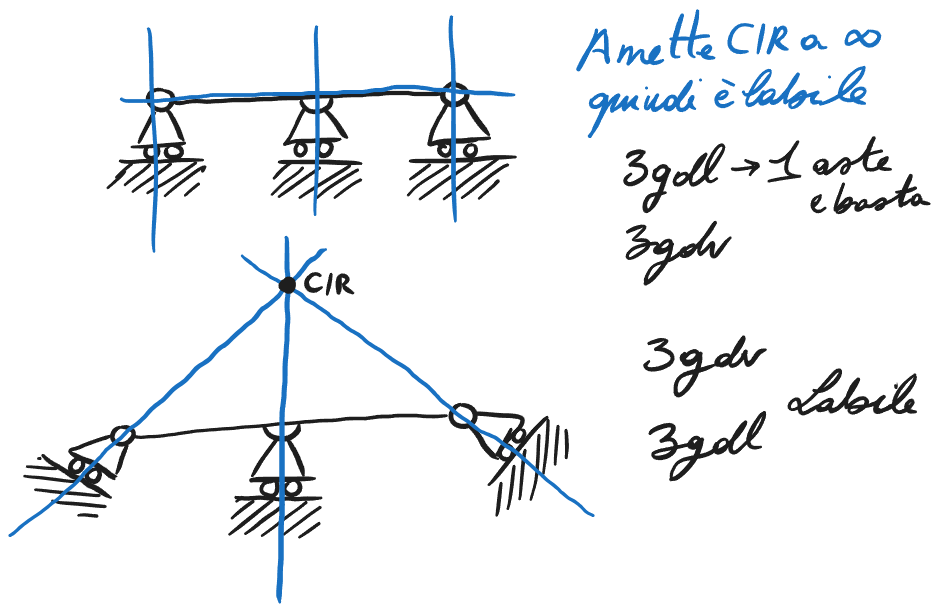 Amette CIR a ∞
quindi è labile
3gdl → 1 aste
e basta
3gdv
CIR
3gdv
Labile
3gdl